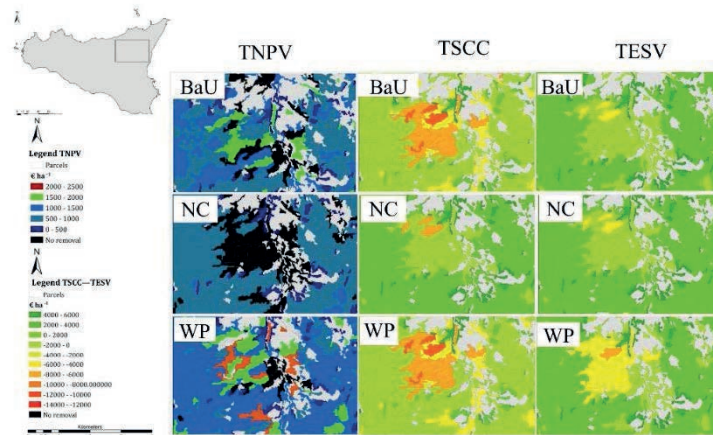 TNPV
TSCC
TESV
BaU
BaU
BaU
NC
NC
NC
WP
WP
WP
N
Legend TNPV
Parcels
€ ha⁻¹
2000 - 2500
1500 - 2000
1000 - 1500
500 - 1000
0 - 500
No removal
N
Legend TSCC—TESV
Parcels
€ ha⁻¹
4000 - 6000
2000 - 4000
0 - 2000
-2000 - 0
-4000 - -2000
-6000 - -4000
-8000 - -6000
-10000 - -8000.000000
-12000 - -10000
-14000 - -12000
No removal
Kilometers